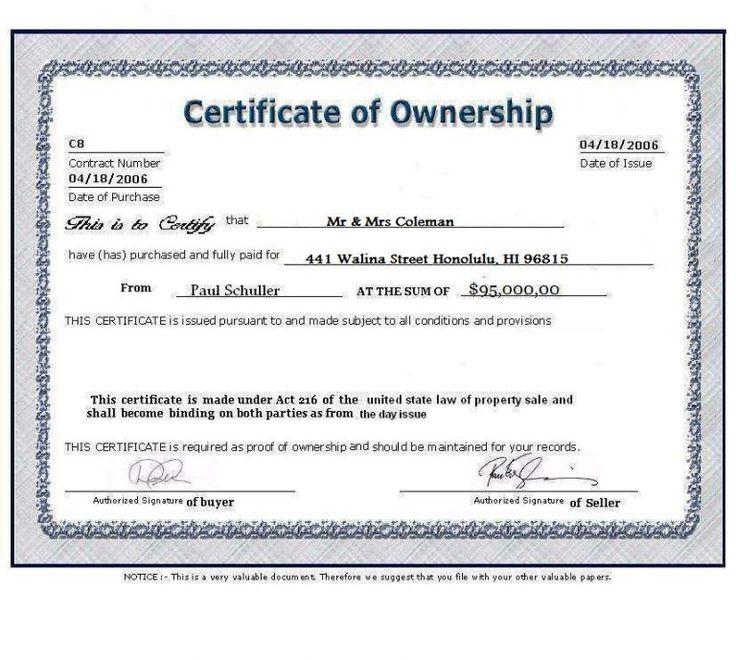 Certificate of Ownership
C8
Contract Number
04/18/2006
Date of Issue
04/18/2006
Date of Purchase
This is to Certify that Mr & Mrs Coleman
have (has) purchased and fully paid for 441 Walina Street Honolulu, HI 96815
From Paul Schuller AT THE SUM OF $95,000,00
THIS CERTIFICATE is issued pursuant to and made subject to all conditions and provisions
This certificate is made under Act 216 of the united state law of property sale and
shall become binding on both parties as from the day issue
THIS CERTIFICATE is required as proof of ownership and should be maintained for your records.
Authorized Signature of buyer
Authorized Signature of Seller
NOTICE :- This is a very valuable document. Therefore we suggest that you file with your other valuable papers.